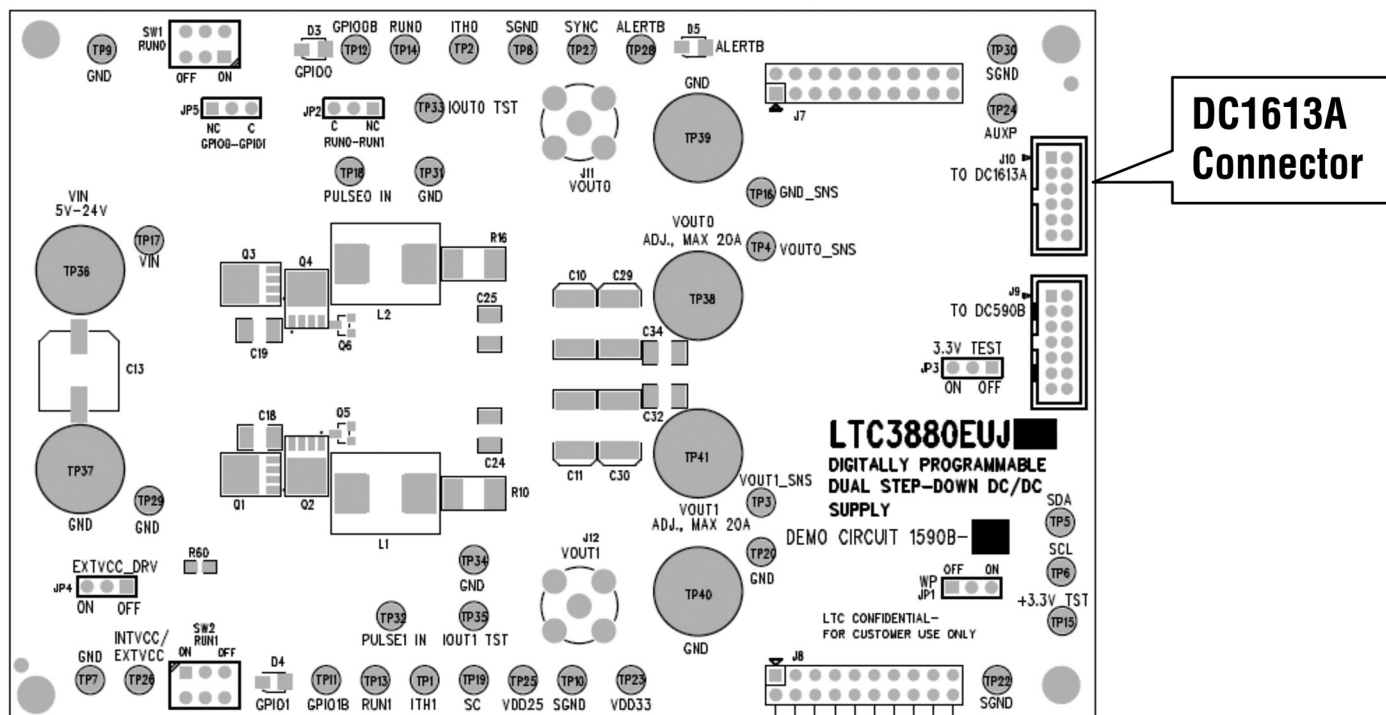 SW1
RUN0
OFF ON
TP9
GND
D3
GPIO0
GPIO0B
TP12
RUN0
TP14
ITH0
TP2
SGND
TP8
SYNC
TP27
ALERTB
TP28
D5
ALERTB
TP30
SGND
J7
TP24
AUXP
DC1613A
Connector
J10
TO DC1613A
JP5
NC C
GPIO0-GPIO1
JP2
C NC
RUN0-RUN1
TP33
IOUT0 TST
J11
VOUT0
GND
TP39
TP18
PULSE0 IN
TP31
GND
TP16
GND_SNS
VIN
5V-24V
TP36
TP17
VIN
VOUT0
ADJ., MAX 20A
TP38
TP4
VOUT0_SNS
Q3
Q4
L2
R16
C19
Q6
C25
C10
C29
C34
J9
TO DC590B
3.3V TEST
JP3
ON OFF
C13
C18
Q5
C24
C32
C11
C30
Q1
Q2
L1
R10
TP37
GND
TP29
GND
TP41
VOUT1
ADJ., MAX 20A
VOUT1_SNS
TP3
LTC3880EUJ
DIGITALLY PROGRAMMABLE
DUAL STEP-DOWN DC/DC
SUPPLY
DEMO CIRCUIT 1590B-
SDA
TP5
SCL
TP6
+3.3V TST
TP15
OFF ON
WP
JP1
LTC CONFIDENTIAL-
FOR CUSTOMER USE ONLY
R60
EXTVCC_DRV
JP4
ON OFF
TP34
GND
J12
VOUT1
TP20
GND
TP40
GND
TP32
PULSE1 IN
TP35
IOUT1 TST
GND
TP7
INTVCC/
EXTVCC
TP26
SW2
RUN1
ON OFF
D4
GPIO1
TP11
GPIO1B
TP13
RUN1
TP1
ITH1
TP19
SC
TP25
VDD25
TP10
SGND
TP23
VDD33
J8
TP22
SGND